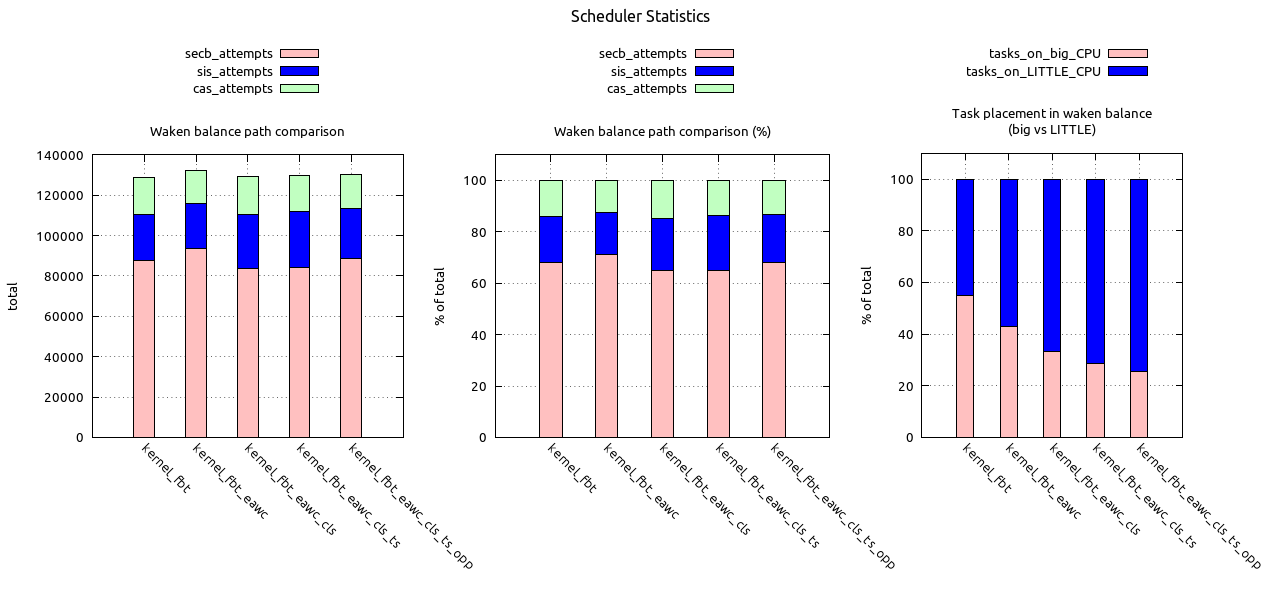 Scheduler Statistics
secb_attempts
sis_attempts
cas_attempts
Waken balance path comparison
total
140000
120000
100000
80000
60000
40000
20000
0
kernel_fbt
kernel_fbt_eawc
kernel_fbt_eawc_cls
kernel_fbt_eawc_cls_ts
kernel_fbt_eawc_cls_ts_opp
secb_attempts
sis_attempts
cas_attempts
Waken balance path comparison (%)
% of total
100
80
60
40
20
0
kernel_fbt
kernel_fbt_eawc
kernel_fbt_eawc_cls
kernel_fbt_eawc_cls_ts
kernel_fbt_eawc_cls_ts_opp
tasks_on_big_CPU
tasks_on_LITTLE_CPU
Task placement in waken balance
(big vs LITTLE)
% of total
100
80
60
40
20
0
kernel_fbt
kernel_fbt_eawc
kernel_fbt_eawc_cls
kernel_fbt_eawc_cls_ts
kernel_fbt_eawc_cls_ts_opp